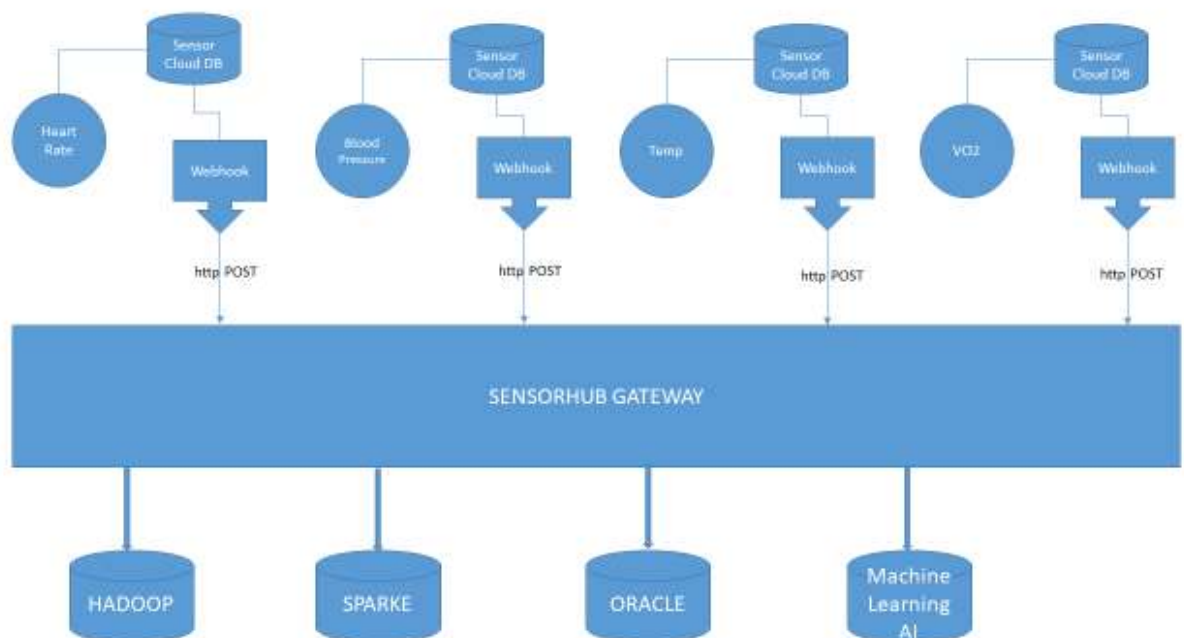 Sensor
Cloud DB
Sensor
Cloud DB
Sensor
Cloud DB
Sensor
Cloud DB
Heart
Rate
Blood
Pressure
Temp
VO2
Webhook
Webhook
Webhook
Webhook
http POST
http POST
http POST
http POST
SENSORHUB GATEWAY
HADOOP
SPARKE
ORACLE
Machine
Learning
AI